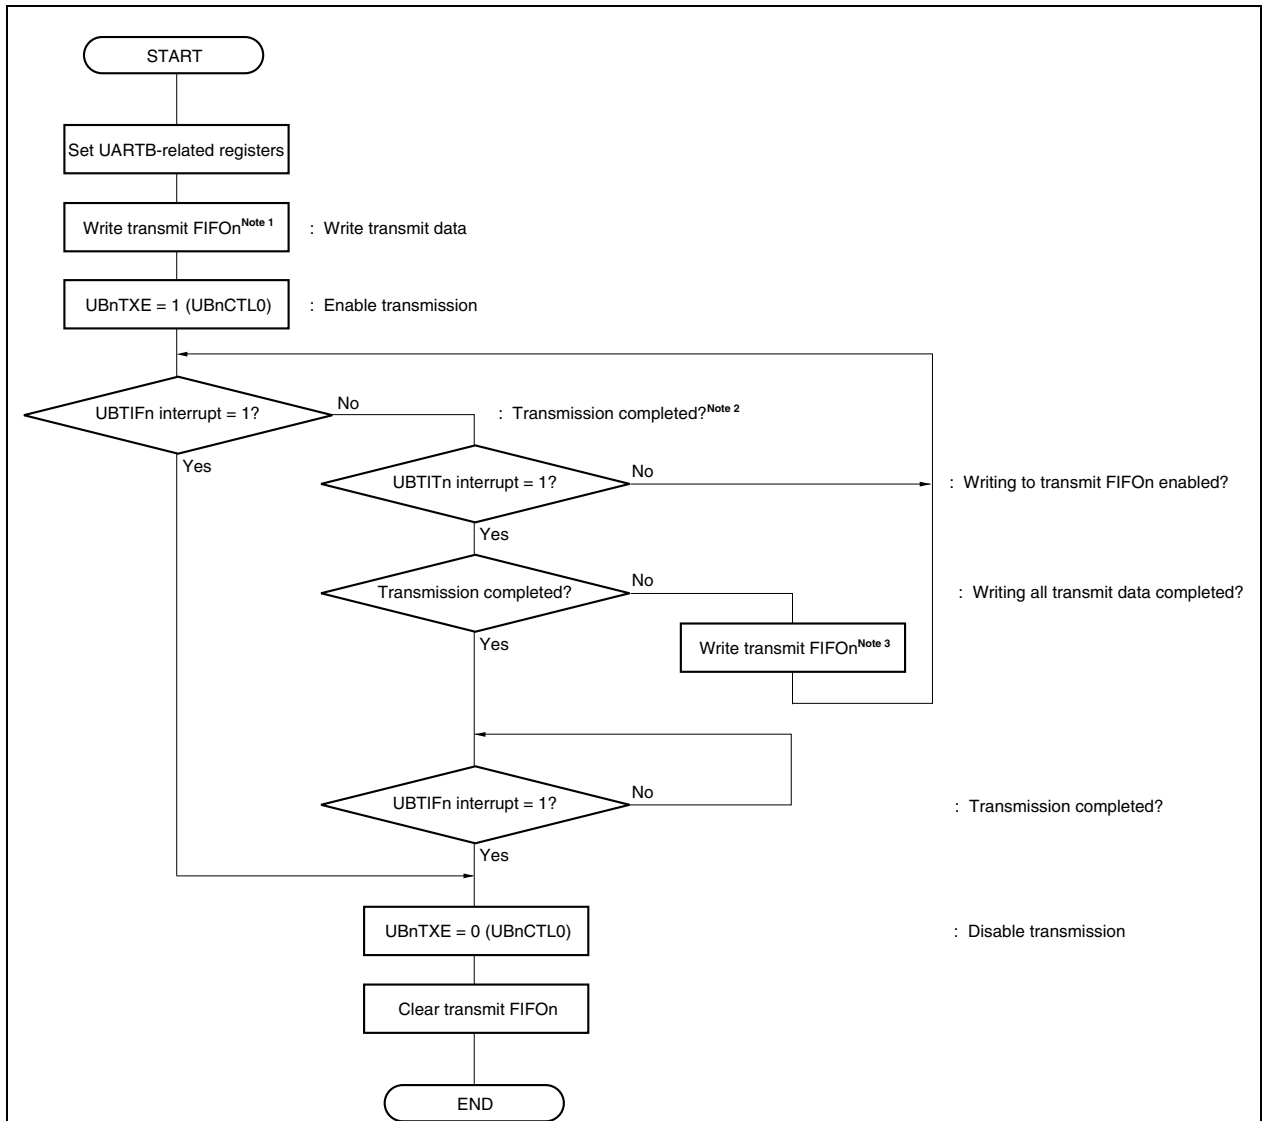 START
Set UARTB-related registers
Write transmit FIFOnNote 1 : Write transmit data
UBnTXE = 1 (UBnCTL0) : Enable transmission
UBTIFn interrupt = 1? No : Transmission completed?Note 2
Yes
UBTITn interrupt = 1? No : Writing to transmit FIFOn enabled?
Yes
Transmission completed? No : Writing all transmit data completed?
Yes
Write transmit FIFOnNote 3
UBTIFn interrupt = 1? No : Transmission completed?
Yes
UBnTXE = 0 (UBnCTL0) : Disable transmission
Clear transmit FIFOn
END